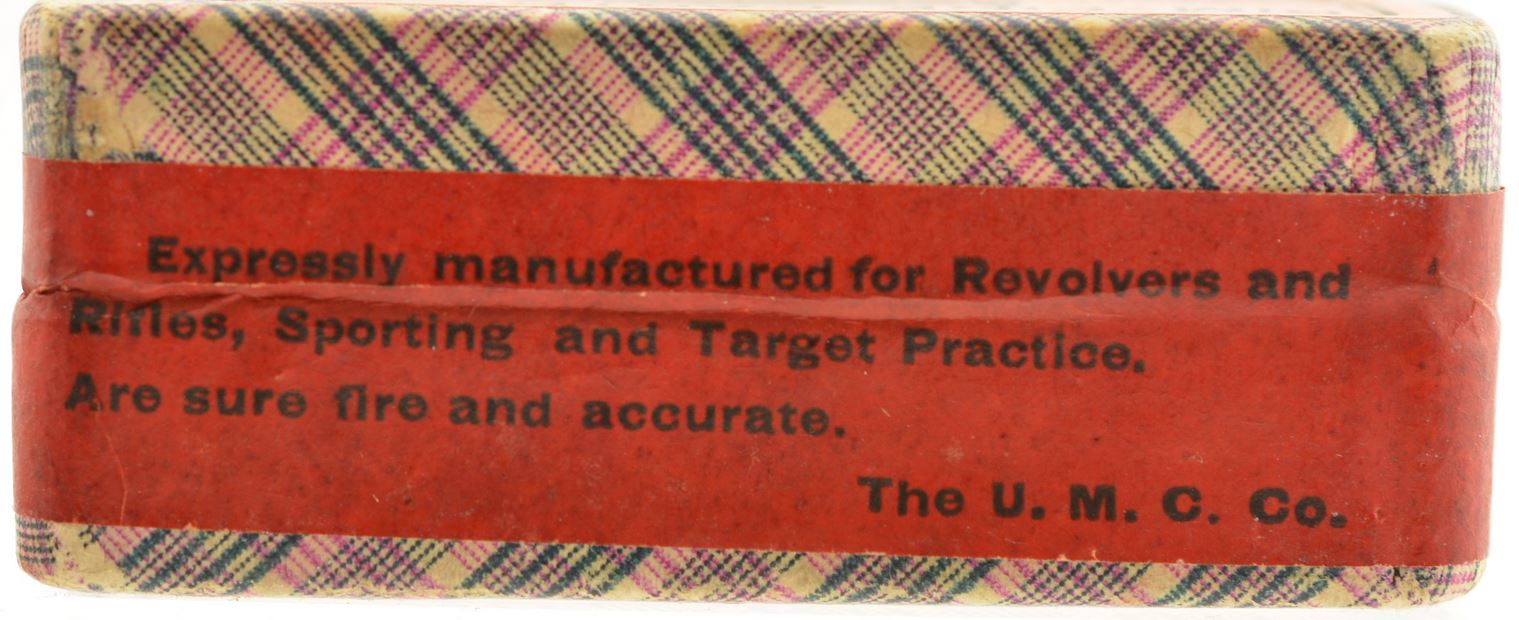 Expressly manufactured for Revolvers and
Rifles, Sporting and Target Practice.
Are sure fire and accurate.
The U. M. C. Co.